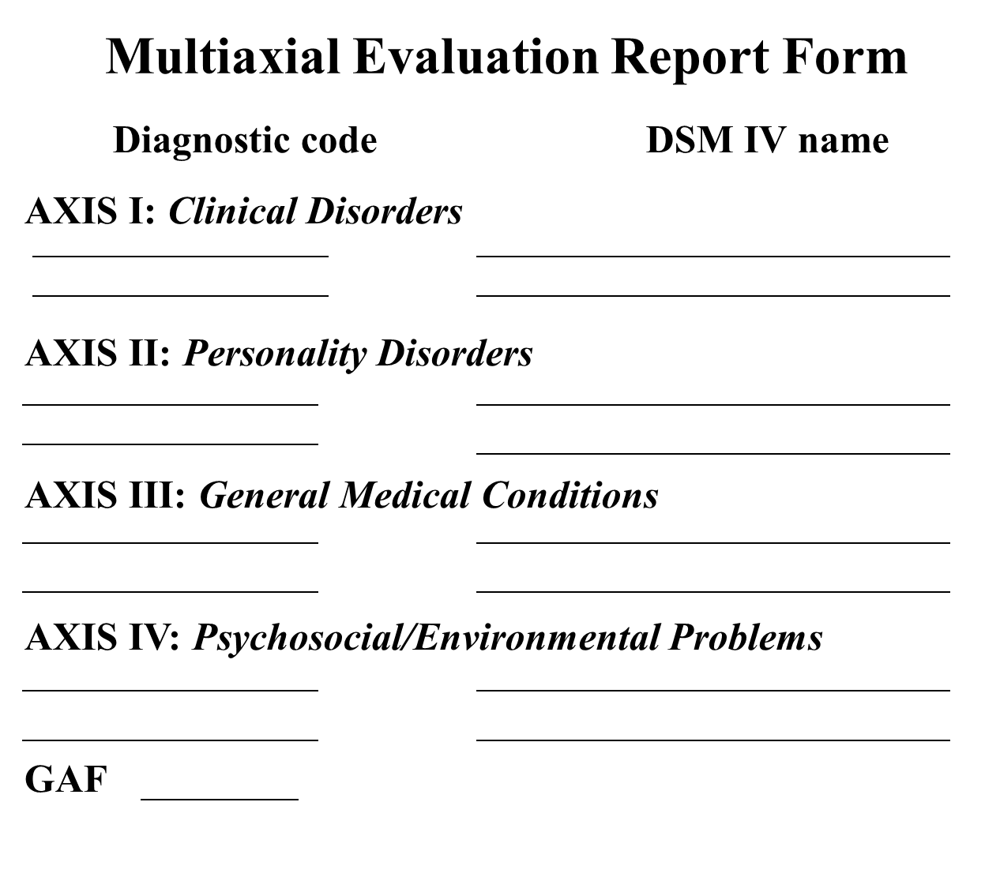 Multiaxial Evaluation Report Form
Diagnostic code DSM IV name
AXIS I: Clinical Disorders
AXIS II: Personality Disorders
AXIS III: General Medical Conditions
AXIS IV: Psychosocial/Environmental Problems
GAF